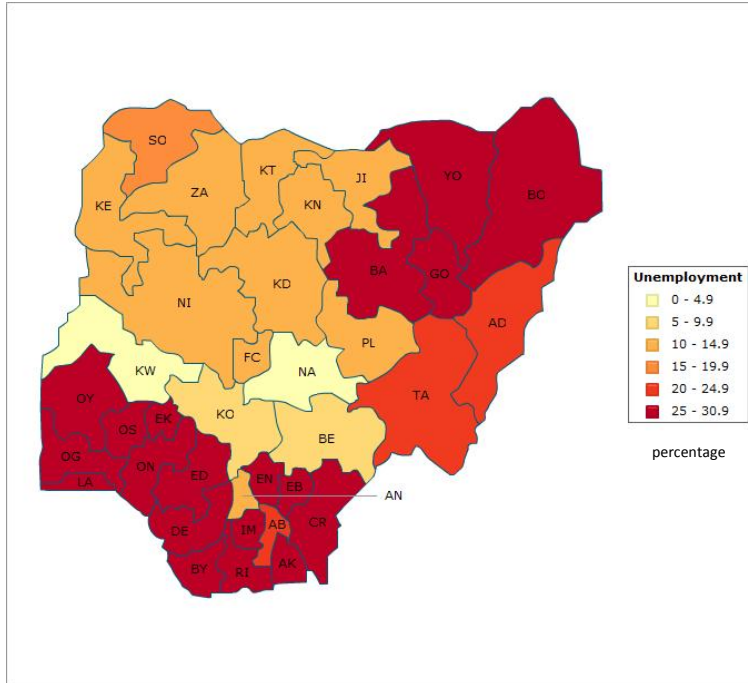 SO
KT
JI
YO
BO
KE
ZA
KN
BA
GO
KD
NI
AD
PL
FC
KW
NA
TA
OY
KO
EK
OS
BE
OG
ON
ED
EN
EB
LA
AN
DE
IM
AB
CR
BY
RI
AK
Unemployment
0 - 4.9
5 - 9.9
10 - 14.9
15 - 19.9
20 - 24.9
25 - 30.9
percentage